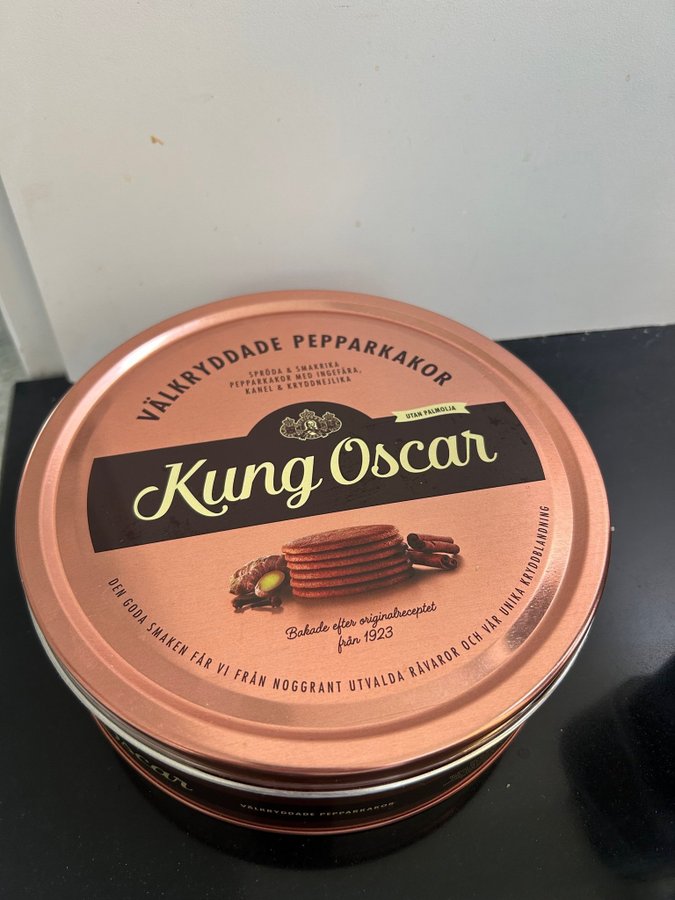 VÄLKRYDDADE PEPPARKAKOR
SPRÖDA & SMAKRIKA
PEPPARKAKOR MED INGEFÄRA,
KANEL & KRYDDNEJLIKA
UTAN PALMOLJA
Kung Oscar
Bakade efter originalreceptet
från 1923
DEN GODA SMAKEN FÅR VI FRÅN NOGGRANT UTVALDA RÅVAROR OCH VÅR UNIKA KRYDDBLANDNING
Oscar
VÄLKRYDDADE PEPPARKAKOR